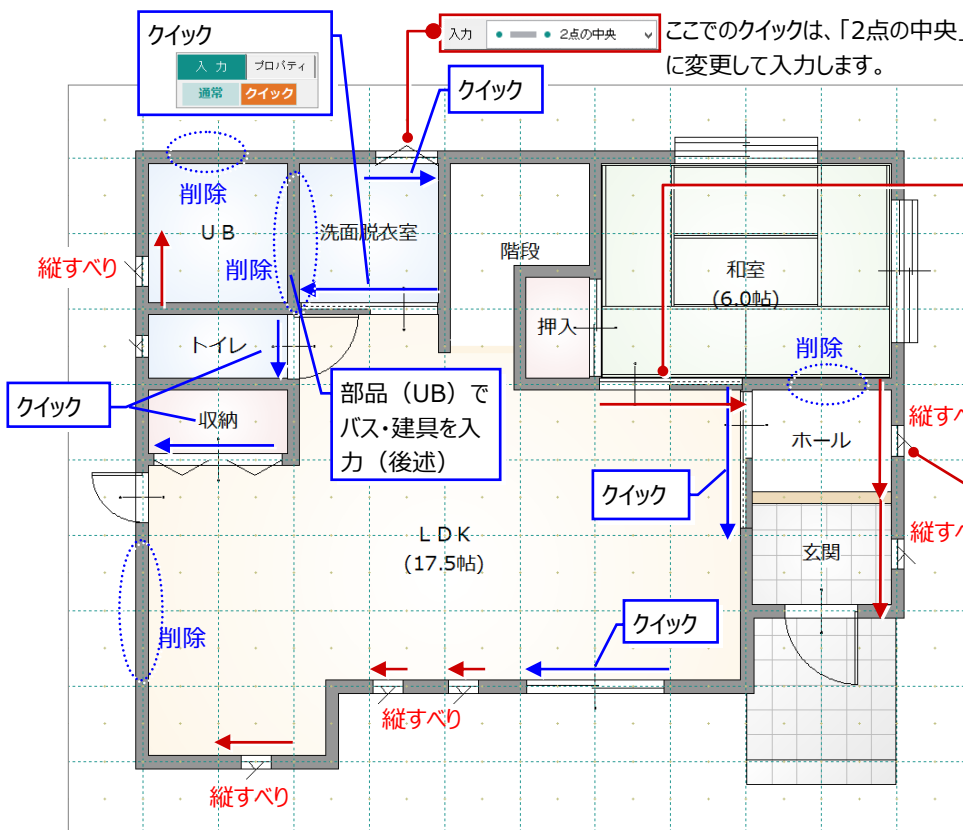 クイック
入 力 プロパティ
通常 クイック
入力 2点の中央
ここでのクイックは、「2点の中央」
に変更して入力します。
クイック
削除
UB
削除
洗面脱衣室
階段
和室
(6.0帖)
縦すべり
押入
削除
トイレ
クイック
収納
部品（UB）で
バス・建具を入
力（後述）
ホール
縦すべ
クイック
LDK
(17.5帖)
玄関
縦すべ
削除
クイック
縦すべり
縦すべり